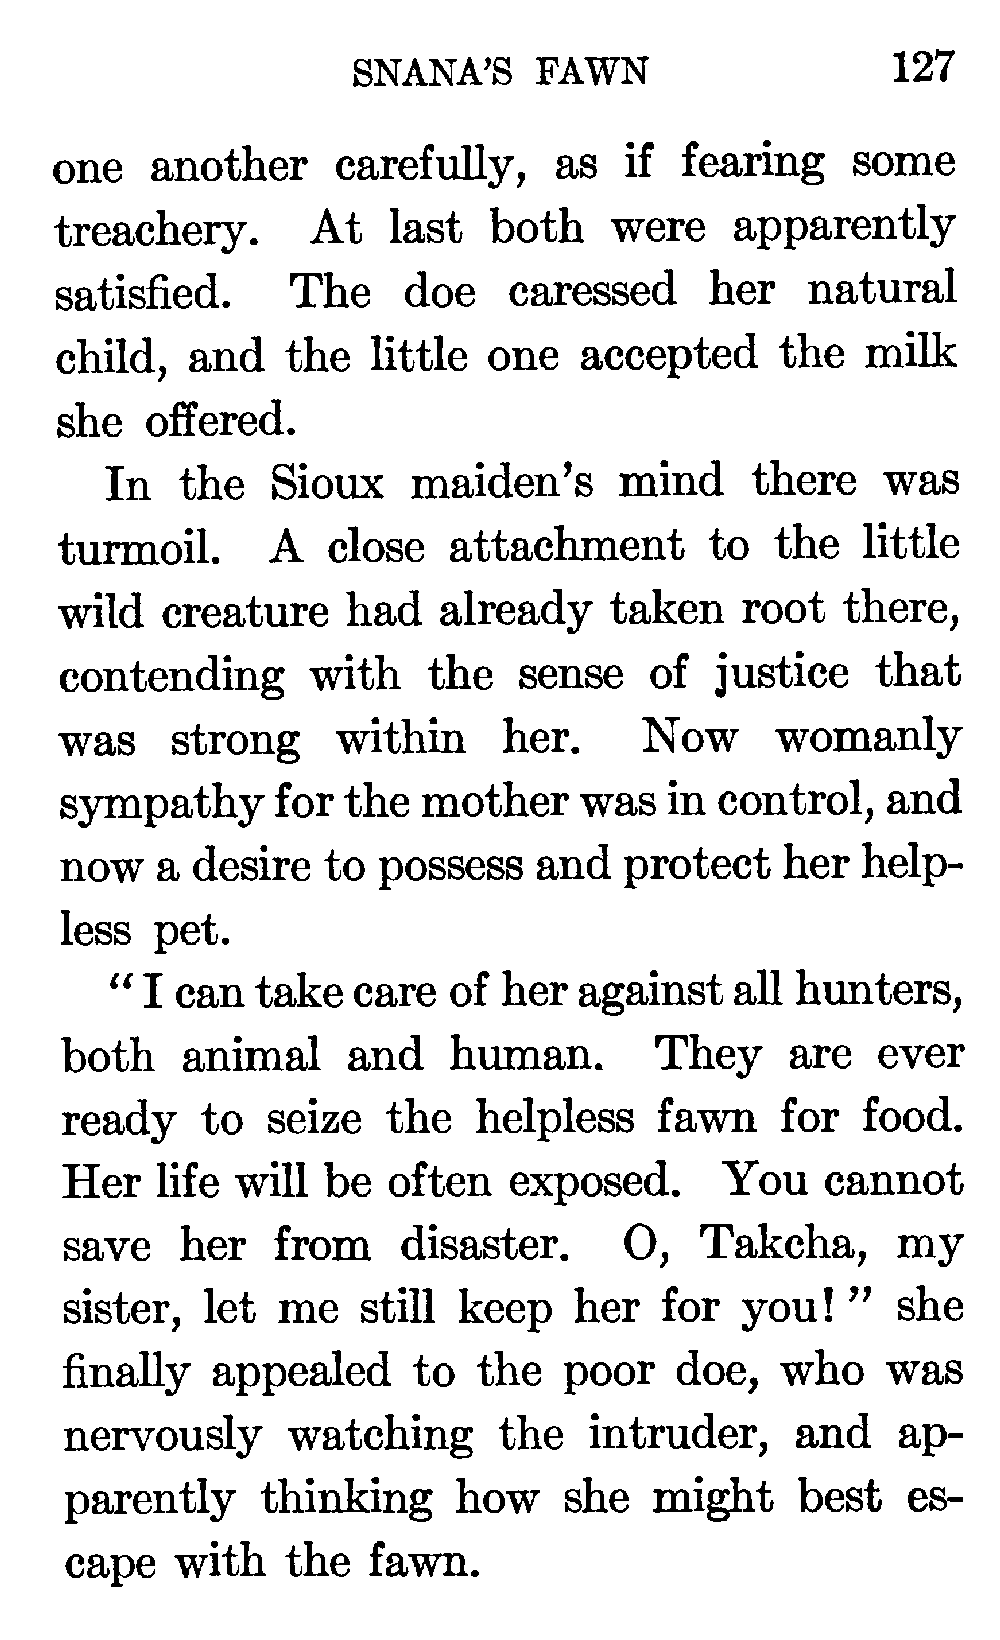 SNANA'S FAWN 127
one another carefully, as if fearing some
treachery. At last both were apparently
satisfied. The doe caressed her natural
child, and the little one accepted the milk
she offered.
In the Sioux maiden's mind there was
turmoil. A close attachment to the little
wild creature had already taken root there,
contending with the sense of justice that
was strong within her. Now womanly
sympathy for the mother was in control, and
now a desire to possess and protect her help-
less pet.
"I can take care of her against all hunters,
both animal and human. They are ever
ready to seize the helpless fawn for food.
Her life will be often exposed. You cannot
save her from disaster. O, Takcha, my
sister, let me still keep her for you!" she
finally appealed to the poor doe, who was
nervously watching the intruder, and ap-
parently thinking how she might best es-
cape with the fawn.